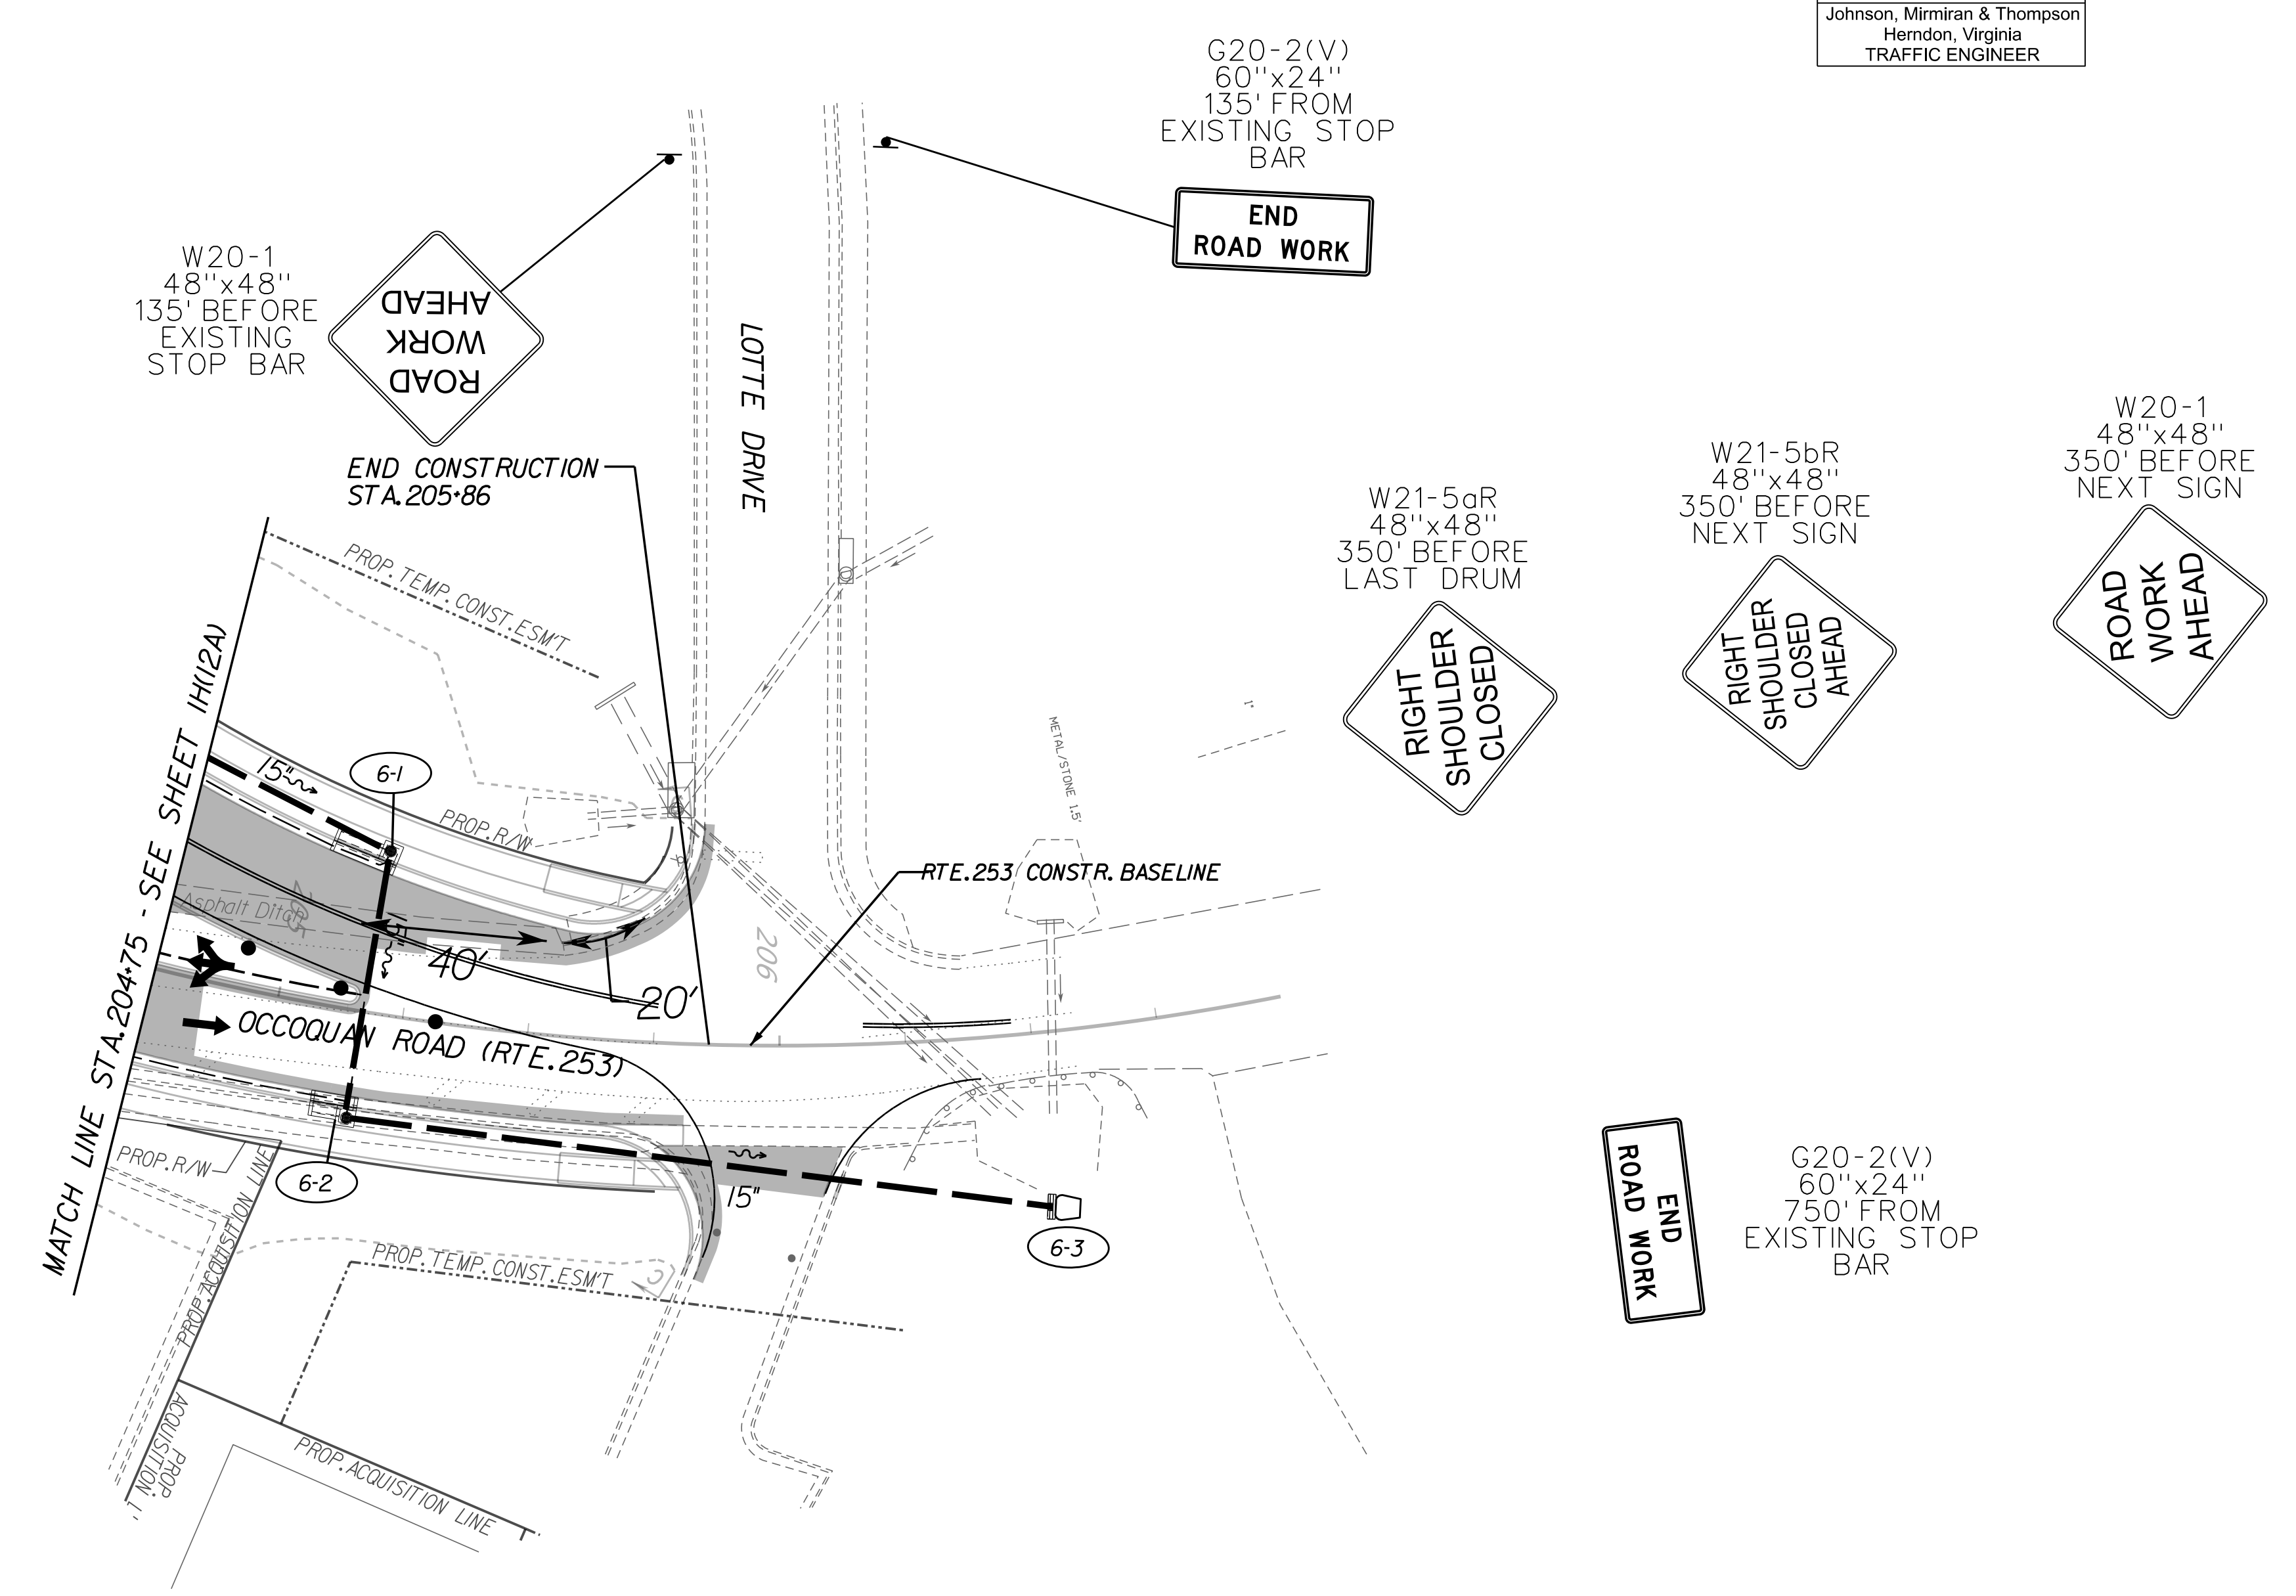 Johnson, Mirmiran & Thompson
Herndon, Virginia
TRAFFIC ENGINEER
G20-2(V)
60"x24"
135' FROM
EXISTING STOP
BAR
END
ROAD WORK
W20-1
48"x48"
135' BEFORE
EXISTING
STOP BAR
ROAD
WORK
AHEAD
LOTTE DRIVE
END CONSTRUCTION
STA. 205+86
W21-5aR
48"x48"
350' BEFORE
LAST DRUM
RIGHT
SHOULDER
CLOSED
W21-5bR
48"x48"
350' BEFORE
NEXT SIGN
RIGHT
SHOULDER
CLOSED
AHEAD
W20-1
48"x48"
350' BEFORE
NEXT SIGN
ROAD
WORK
AHEAD
PROP. TEMP. CONST. ESM'T
MATCH LINE STA. 204+75 - SEE SHEET 1H(12A)
15"
6-1
PROP. R/W
METAL/STONE 1.5'
1"
RTE. 253 CONSTR. BASELINE
Asphalt Ditch
205
15"
40'
20'
206
OCCOQUAN ROAD (RTE. 253)
PROP. R/W
6-2
15"
6-3
PROP. ACQUISITION LINE
PROP. TEMP. CONST. ESM'T
C
END
ROAD WORK
G20-2(V)
60"x24"
750' FROM
EXISTING STOP
BAR
PROP.
ACQUISITION
PROP. ACQUISITION LINE